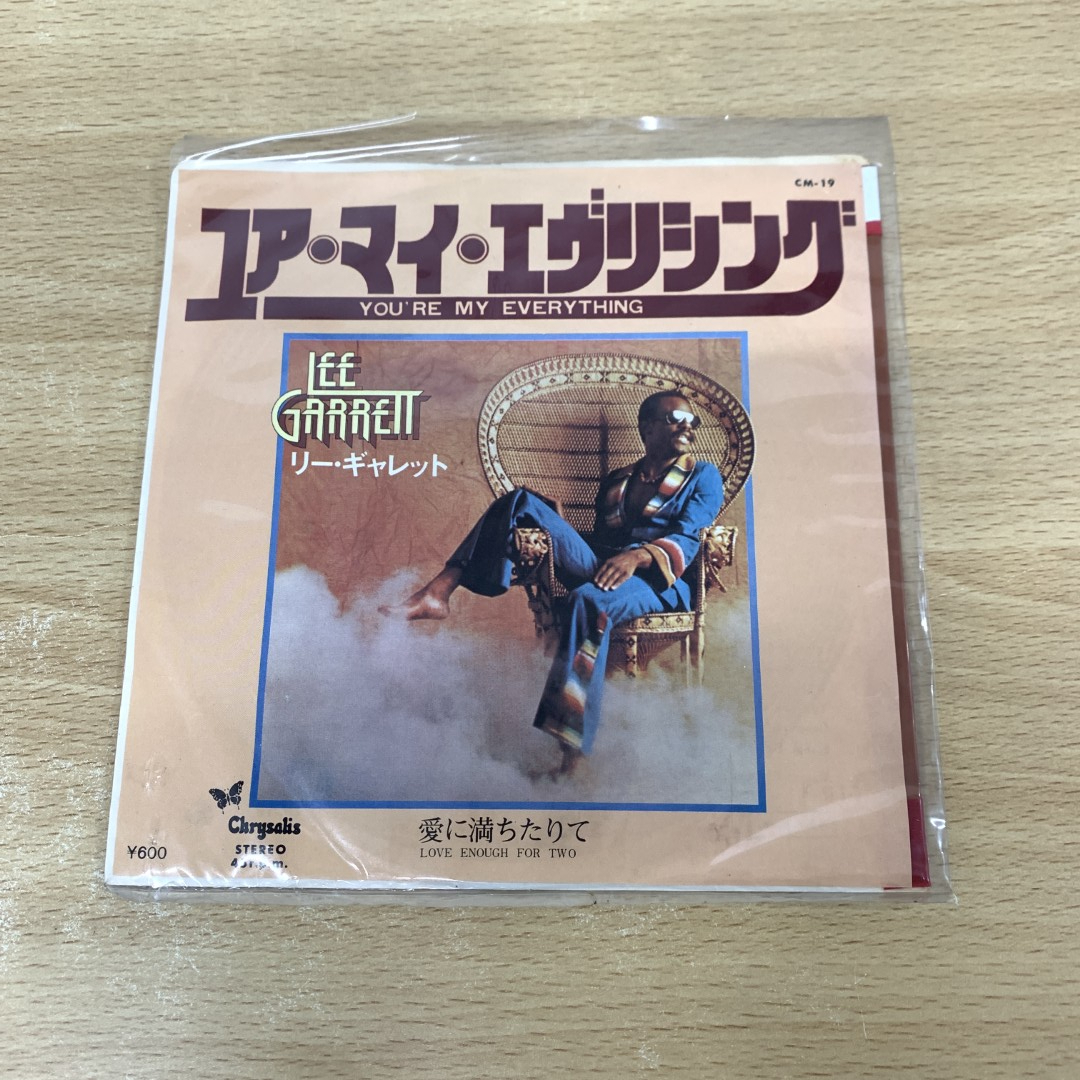 CM-19
ユア・マイ・エヴリシング
YOU'RE MY EVERYTHING
LEE
GARRETT
リー・ギャレット
Chrysalis
STEREO
45r.p.m.
¥600
愛に満ちたりて
LOVE ENOUGH FOR TWO